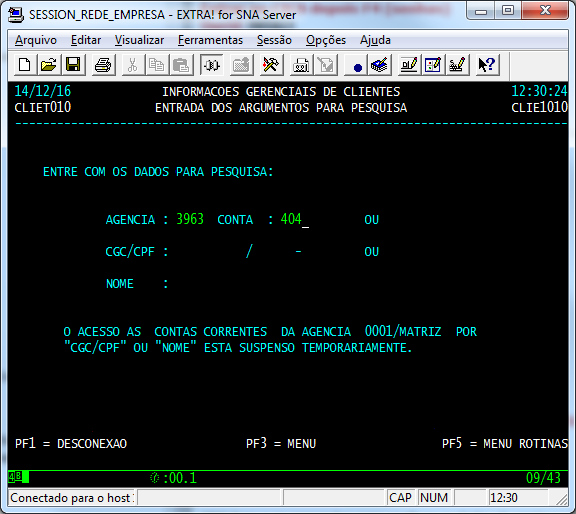 SESSION_REDE_EMPRESA - EXTRA! for SNA Server
Arquivo Editar Visualizar Ferramentas Sessão Opções Ajuda
14/12/16 INFORMACOES GERENCIAIS DE CLIENTES 12:30:24
CLIET010 ENTRADA DOS ARGUMENTOS PARA PESQUISA CLIE1010
ENTRE COM OS DADOS PARA PESQUISA:
AGENCIA : 3963 CONTA : 404_ OU
CGC/CPF : / - OU
NOME :
O ACESSO AS CONTAS CORRENTES DA AGENCIA 0001/MATRIZ POR
"CGC/CPF" OU "NOME" ESTA SUSPENSO TEMPORARIAMENTE.
PF1 = DESCONEXAO PF3 = MENU PF5 = MENU ROTINAS
:00.1 09/43
Conectado para o host CAP NUM 12:30